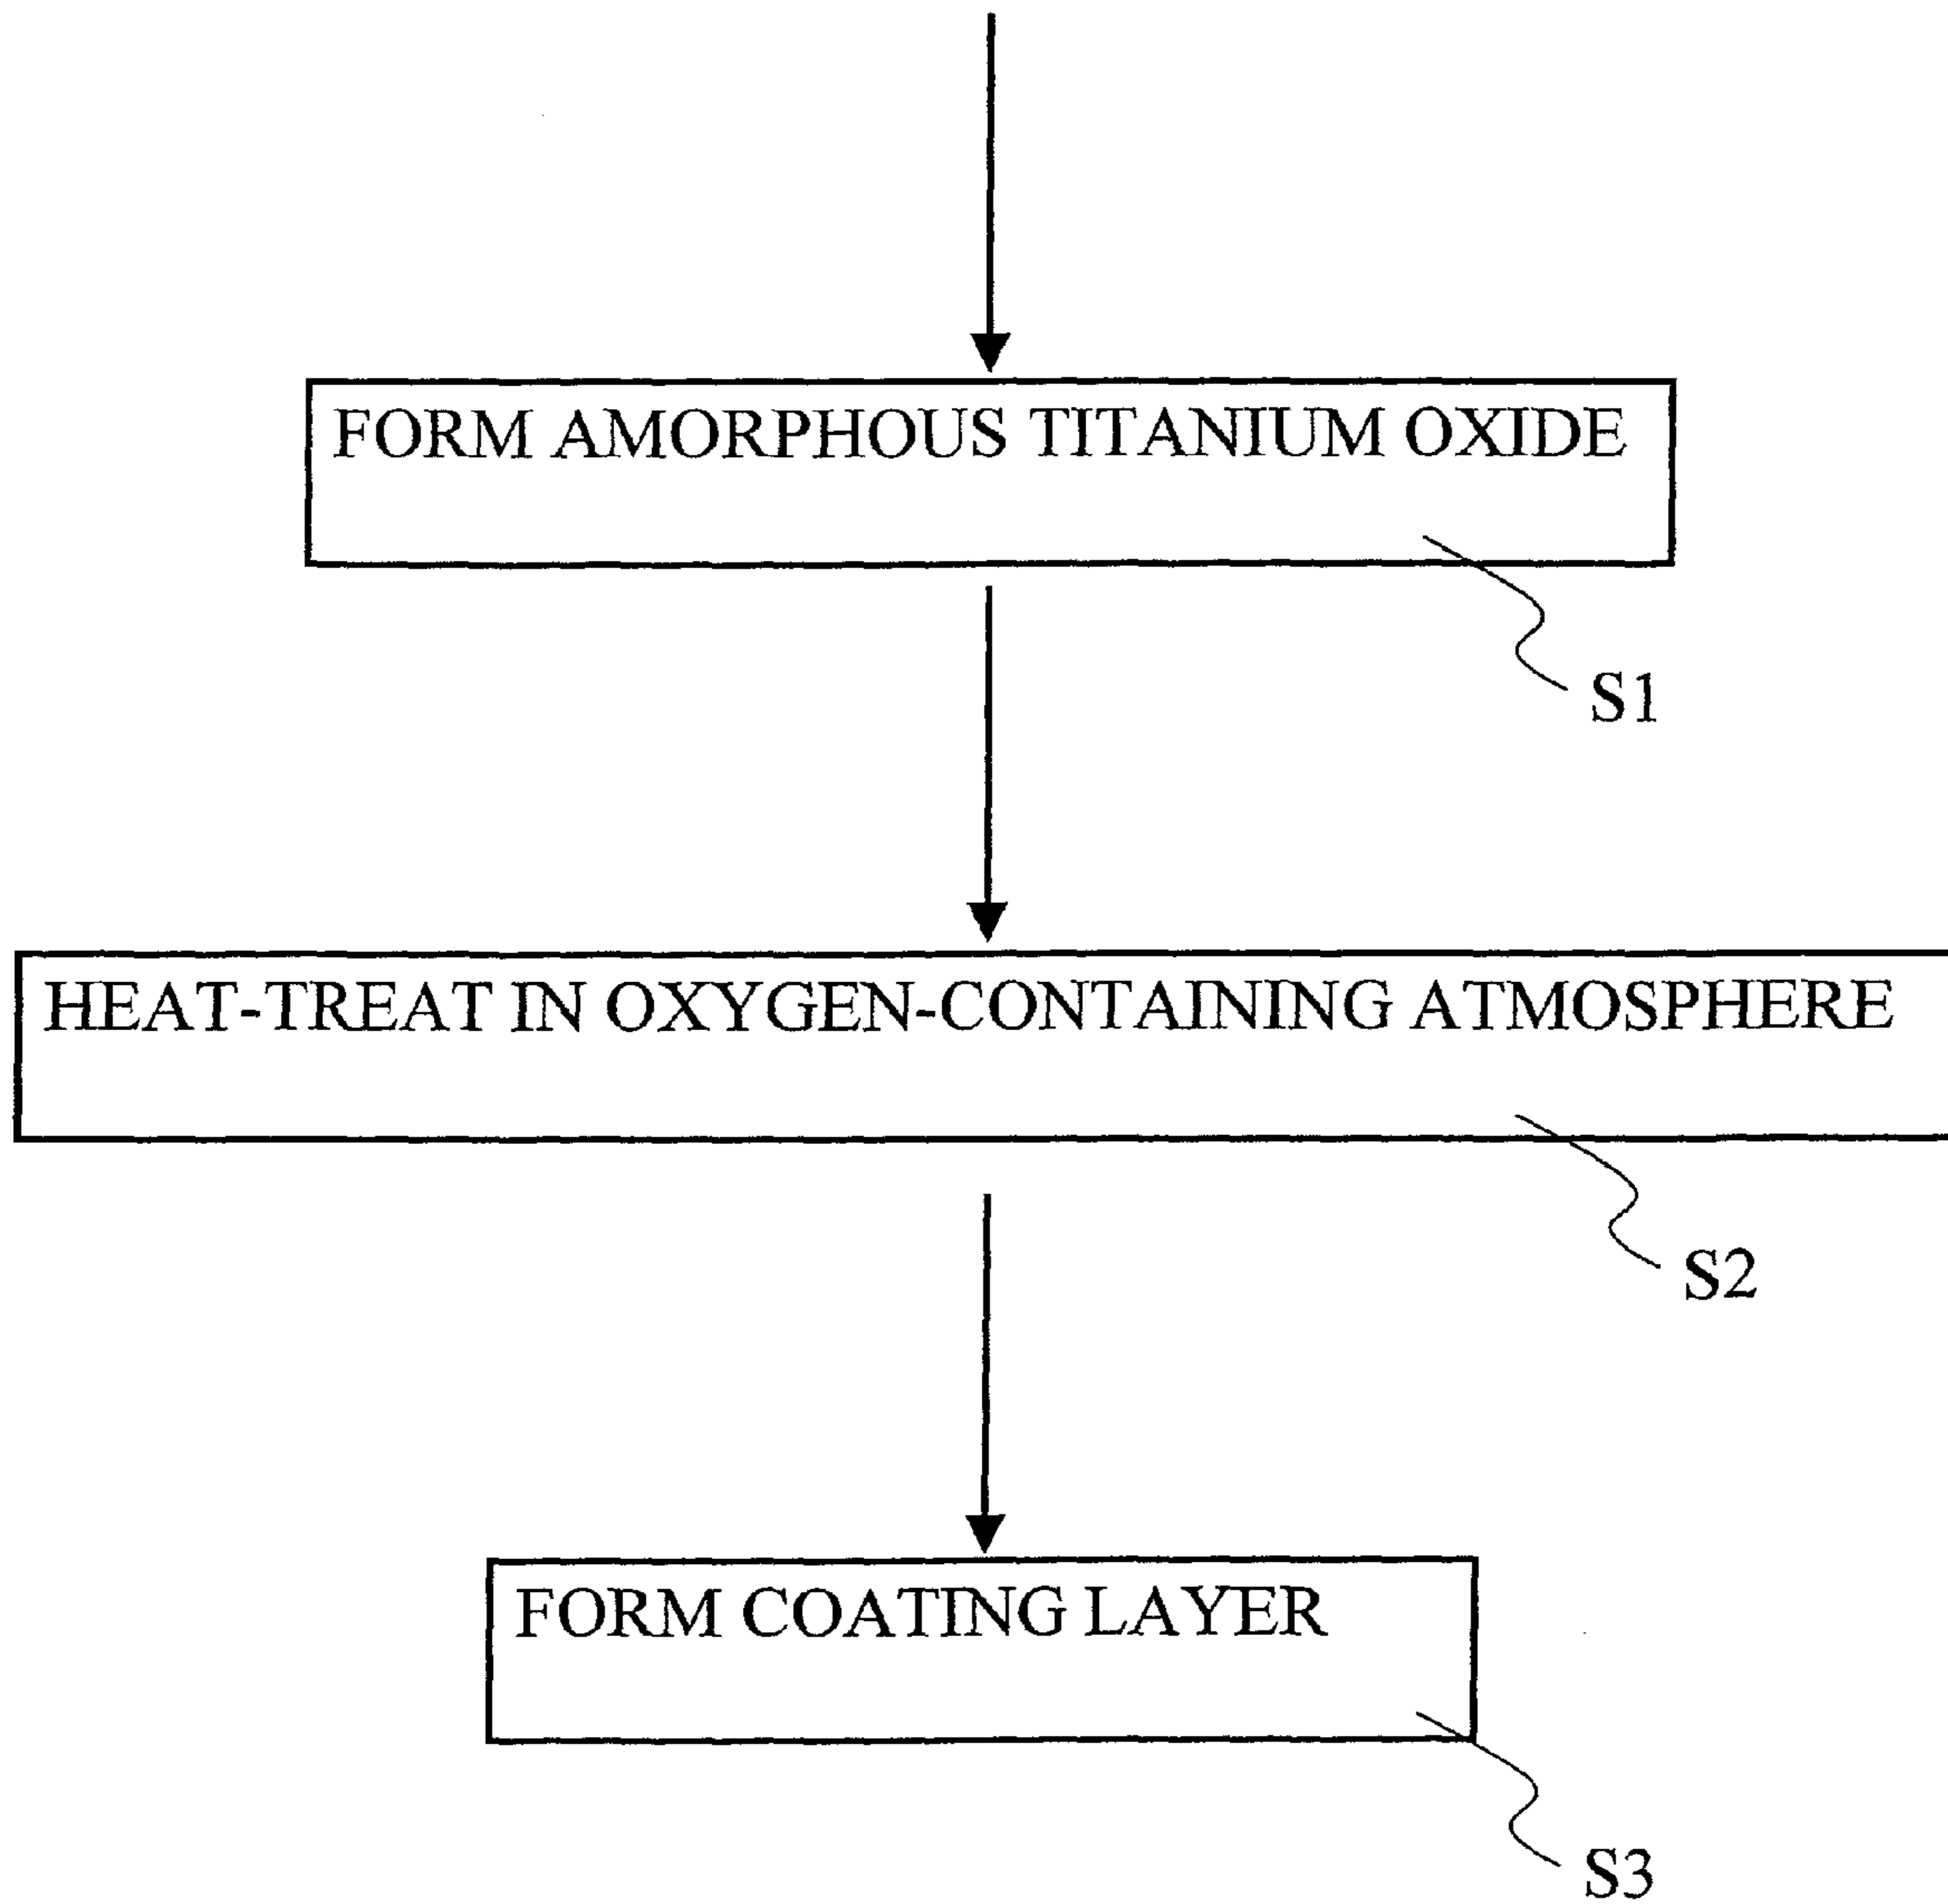 FORM AMORPHOUS TITANIUM OXIDE
S1
HEAT-TREAT IN OXYGEN-CONTAINING ATMOSPHERE
S2
FORM COATING LAYER
S3